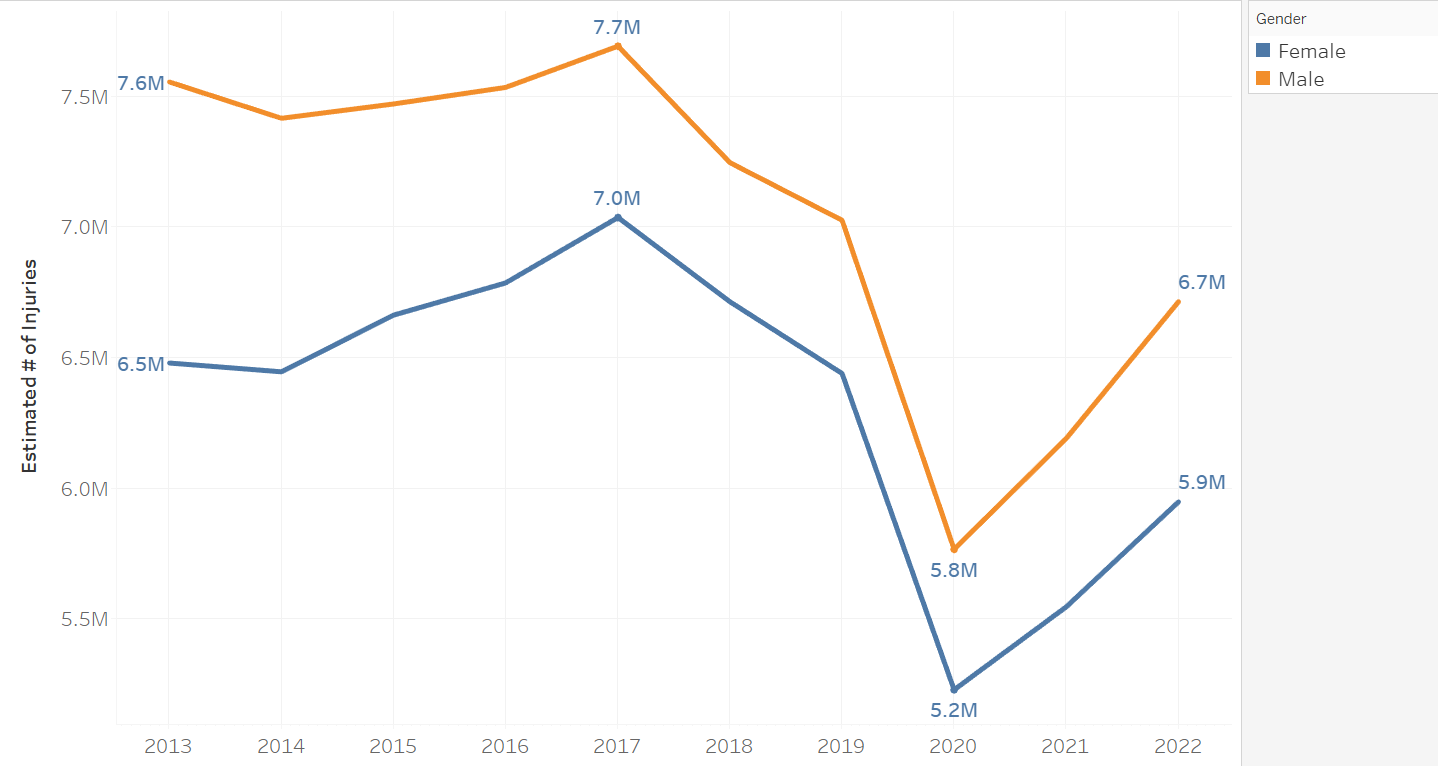 Gender
Female
Male
Estimated # of Injuries
7.5M
7.0M
6.5M
6.0M
5.5M
7.6M
7.7M
6.5M
7.0M
5.8M
5.2M
6.7M
5.9M
2013 2014 2015 2016 2017 2018 2019 2020 2021 2022